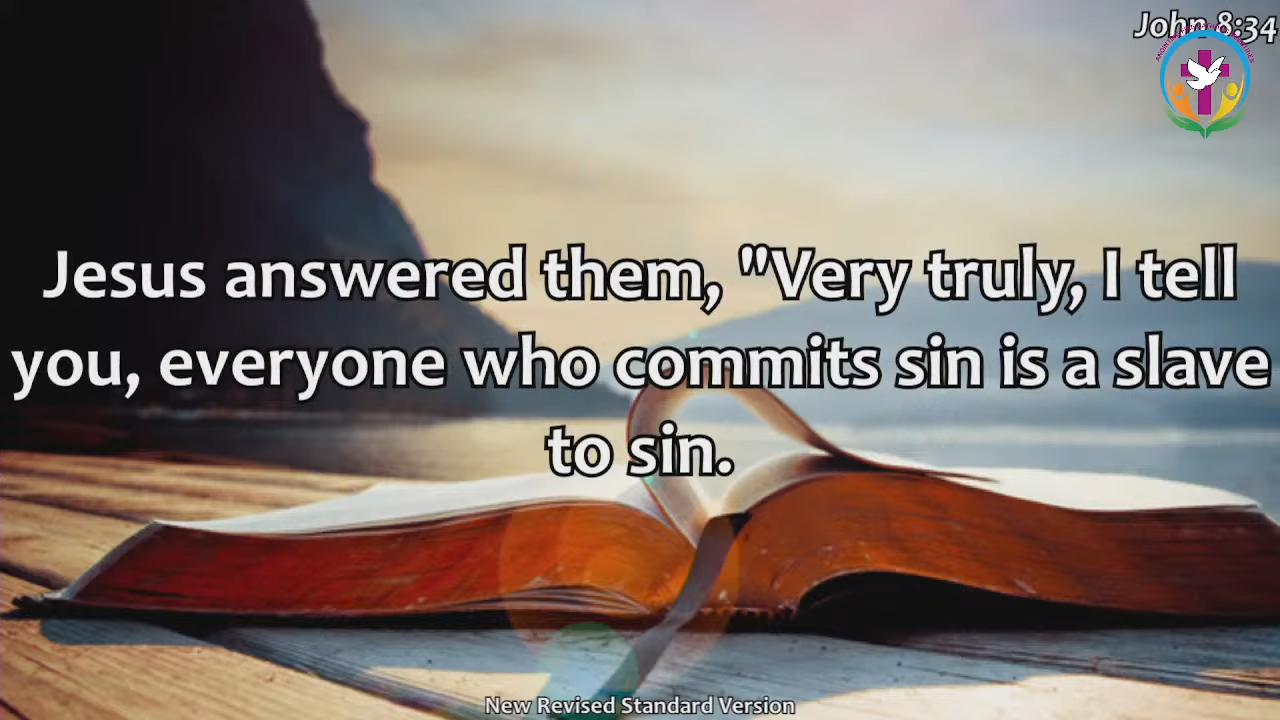 John 8:34
Jesus answered them, "Very truly, I tell
you, everyone who commits sin is a slave
to sin.
New Revised Standard Version